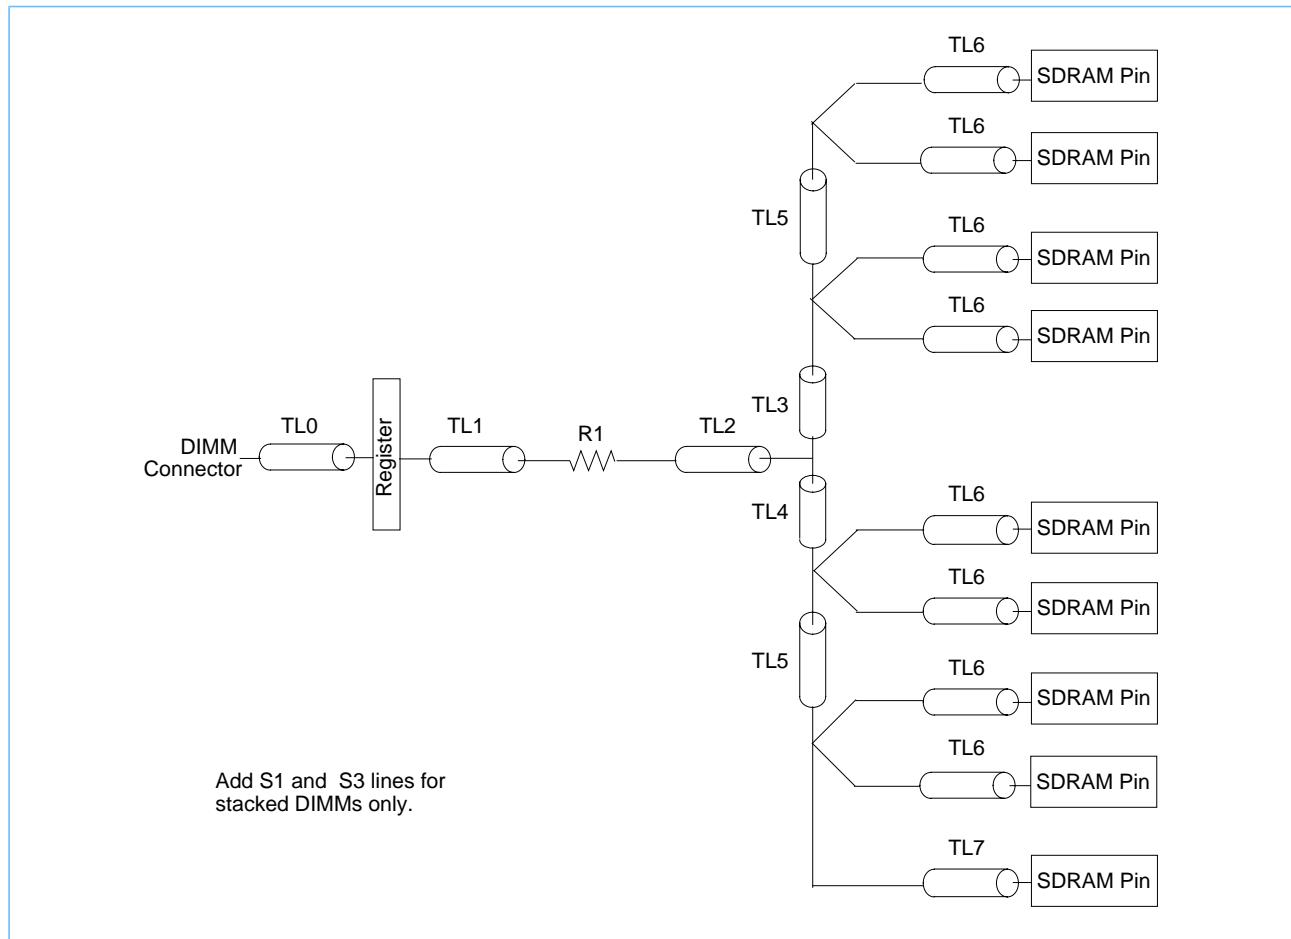 TL6
SDRAM Pin
TL6
SDRAM Pin
TL5
TL6
SDRAM Pin
TL6
SDRAM Pin
TL3
TL0
TL1
R1
TL2
DIMM
Connector
Register
TL4
TL6
SDRAM Pin
TL6
SDRAM Pin
TL5
TL6
SDRAM Pin
TL6
SDRAM Pin
Add S1 and S3 lines for
stacked DIMMs only.
TL7
SDRAM Pin